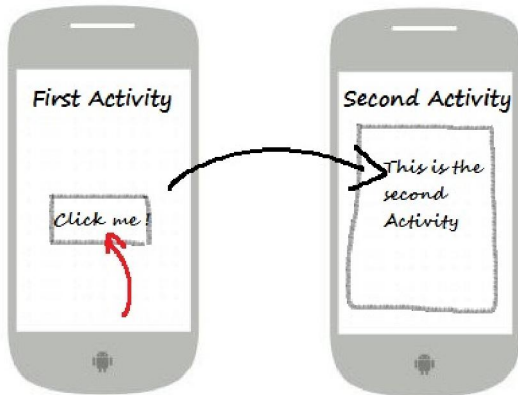 First Activity
Click me !
Second Activity
This is the
second
Activity